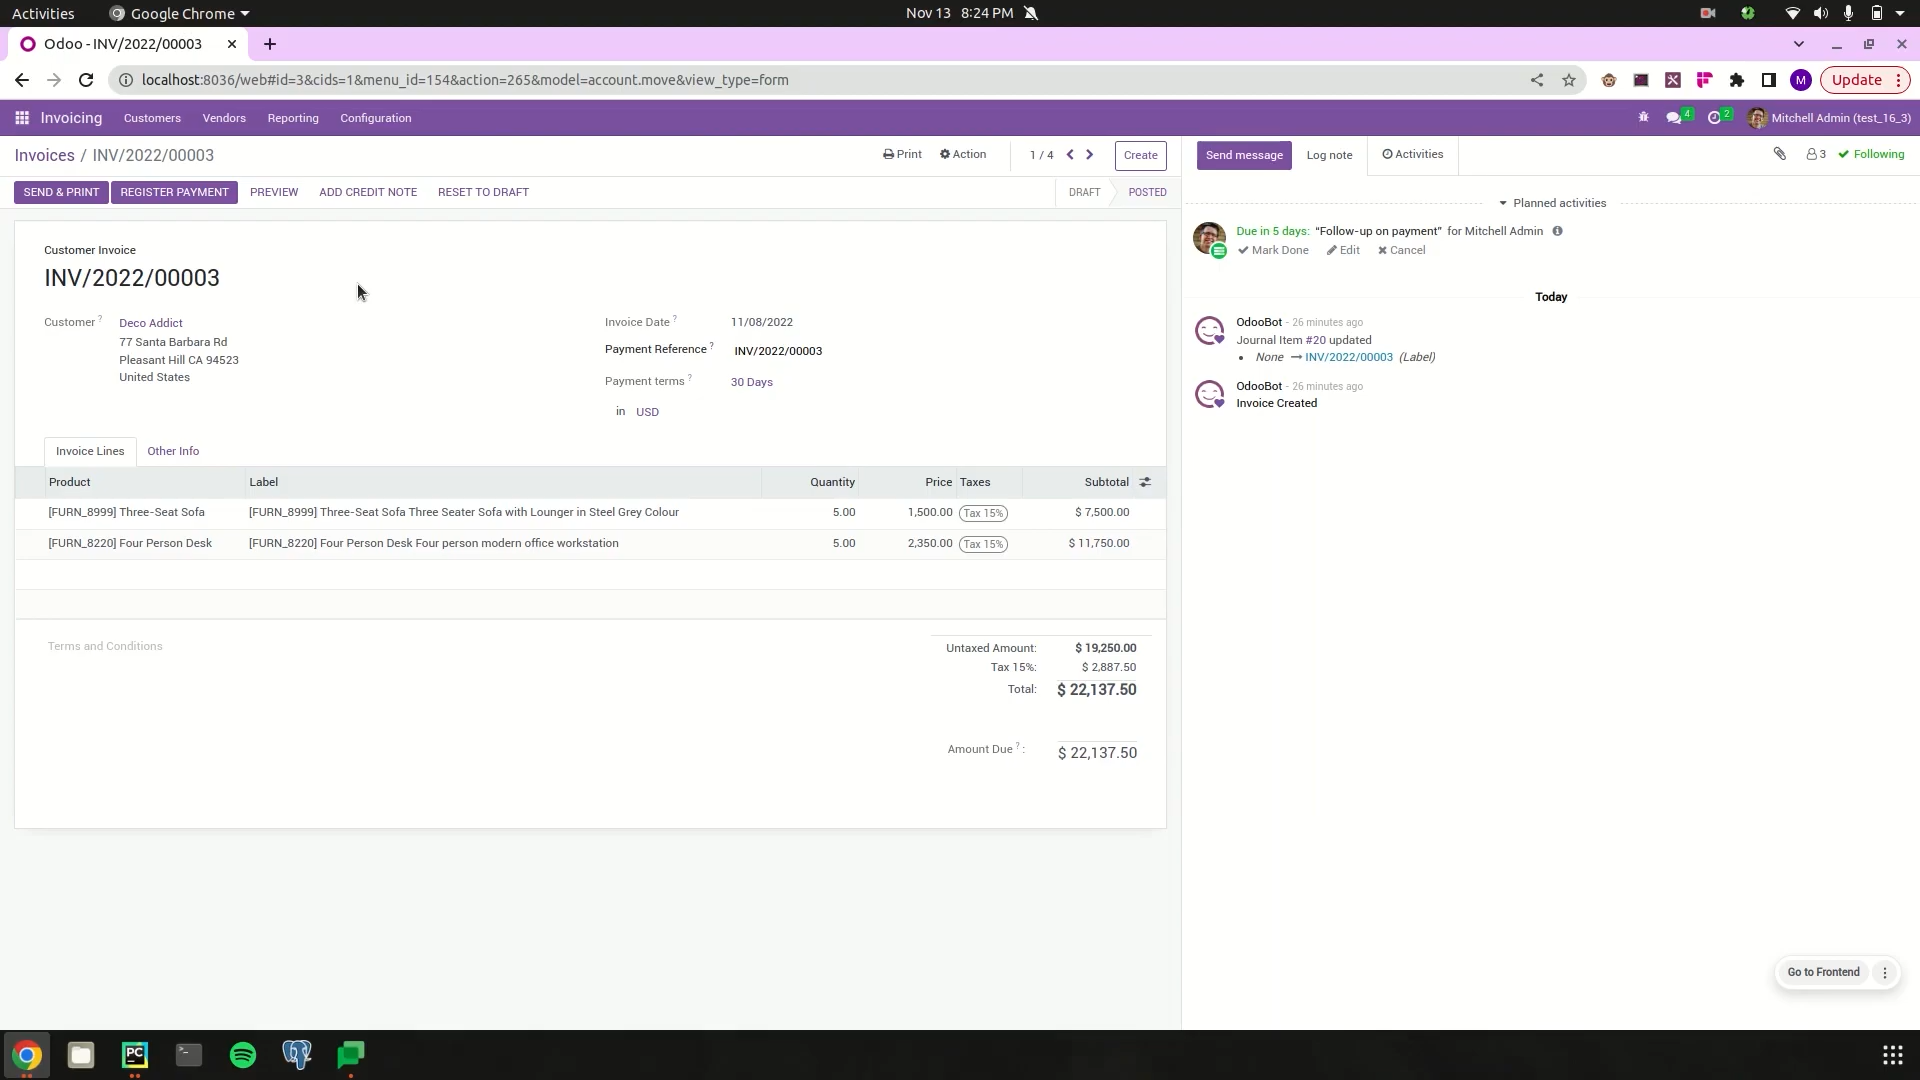 Activities
Google Chrome
Nov 13 8:24 PM
Odoo - INV/2022/00003
localhost:8036/web#id=3&cids=1&menu_id=154&action=265&model=account.move&view_type=form
M
Update
Invoicing
Customers
Vendors
Reporting
Configuration
4
2
Mitchell Admin (test_16_3)
Invoices / INV/2022/00003
Print
Action
1 / 4
Create
Send message
Log note
Activities
3
Following
SEND & PRINT
REGISTER PAYMENT
PREVIEW
ADD CREDIT NOTE
RESET TO DRAFT
DRAFT
POSTED
Customer Invoice
INV/2022/00003
Customer ?
Deco Addict
77 Santa Barbara Rd
Pleasant Hill CA 94523
United States
Invoice Date ?
11/08/2022
Payment Reference ?
INV/2022/00003
Payment terms ?
30 Days
in USD
Invoice Lines
Other Info
Product
Label
Quantity
Price
Taxes
Subtotal
[FURN_8999] Three-Seat Sofa
[FURN_8999] Three-Seat Sofa Three Seater Sofa with Lounger in Steel Grey Colour
5.00
1,500.00
Tax 15%
$ 7,500.00
[FURN_8220] Four Person Desk
[FURN_8220] Four Person Desk Four person modern office workstation
5.00
2,350.00
Tax 15%
$ 11,750.00
Terms and Conditions
Untaxed Amount: $ 19,250.00
Tax 15%: $ 2,887.50
Total: $ 22,137.50
Amount Due ? : $ 22,137.50
Planned activities
Due in 5 days: “Follow-up on payment” for Mitchell Admin
Mark Done
Edit
Cancel
Today
OdooBot - 26 minutes ago
Journal Item #20 updated
• None → INV/2022/00003 (Label)
OdooBot - 26 minutes ago
Invoice Created
Go to Frontend
PC